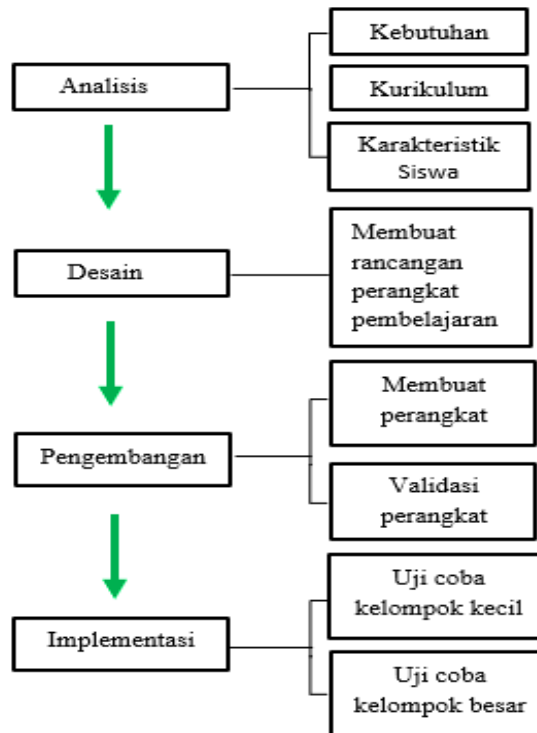 Analisis
Kebutuhan
Kurikulum
Karakteristik
Siswa
Desain
Membuat
rancangan
perangkat
pembelajaran
Pengembangan
Membuat
perangkat
Validasi
perangkat
Implementasi
Uji coba
kelompok kecil
Uji coba
kelompok besar